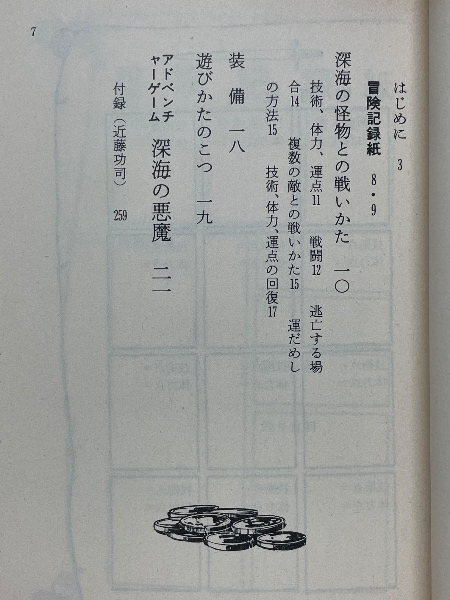 はじめに 3
冒険記録紙 8・9
深海の怪物との戦いかた 一〇
技術、体力、運点11 戦闘12 逃亡する場
合14 複数の敵との戦いかた15 運だめし
の方法15 技術、体力、運点の回復17
装備 一八
遊びかたのこつ 一九
アドベンチャーゲーム 深海の悪魔 二一
付録（近藤功司） 259
7